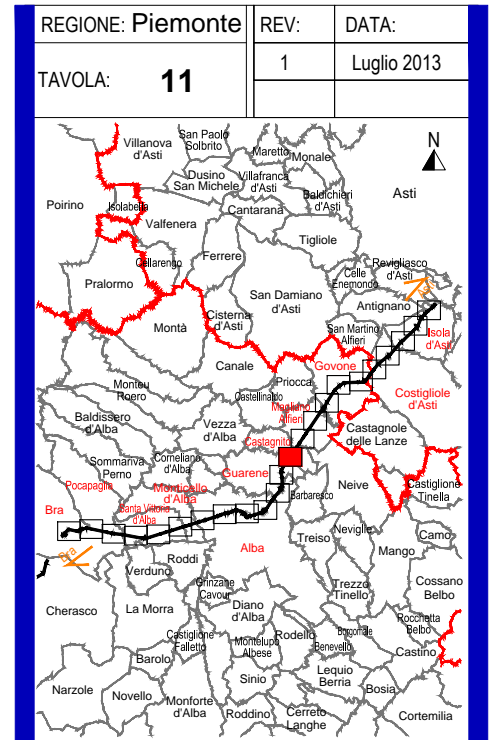 REGIONE: Piemonte
REV:
DATA:
TAVOLA: 11
1
Luglio 2013
N
San Paolo
Solbrito
Villanova
d'Asti
Maretto
Monale
Dusino
San Michele
Villafranca
d'Asti
Baldichieri
d'Asti
Asti
Poirino
Isolabella
Valfenera
Cantarana
Tigliole
Cellarengo
Ferrere
Revigliasco
d'Asti
Celle
Enemondo
Pralormo
San Damiano
d'Asti
Antignano
Cisterna
d'Asti
Montà
San Martino
Alfieri
Isola
d'Asti
Canale
Govone
Priocca
Monteu
Roero
Castellinaldo
Costigliole
d'Asti
Magliano
Alfieri
Baldissero
d'Alba
Vezza
d'Alba
Castagnito
Castagnole
delle Lanze
Sommariva
Perno
Corneliano
d'Alba
Guarene
Pocapaglia
Monticello
d'Alba
Neive
Castiglione
Tinella
Barbaresco
Bra
Santa Vittoria
d'Alba
Alba
Treiso
Neviglie
Camo
Mango
Bra
Roddi
Verduno
Grinzane
Cavour
Trezzo
Tinello
Cossano
Belbo
Cherasco
La Morra
Diano
d'Alba
Rocchetta
Belbo
Castiglione
Falletto
Montelupo
Albese
Rodello
Borgomale
Benevello
Castino
Barolo
Lequio
Berria
Sinio
Bosia
Narzole
Novello
Monforte
d'Alba
Roddino
Cerreto
Langhe
Cortemilia